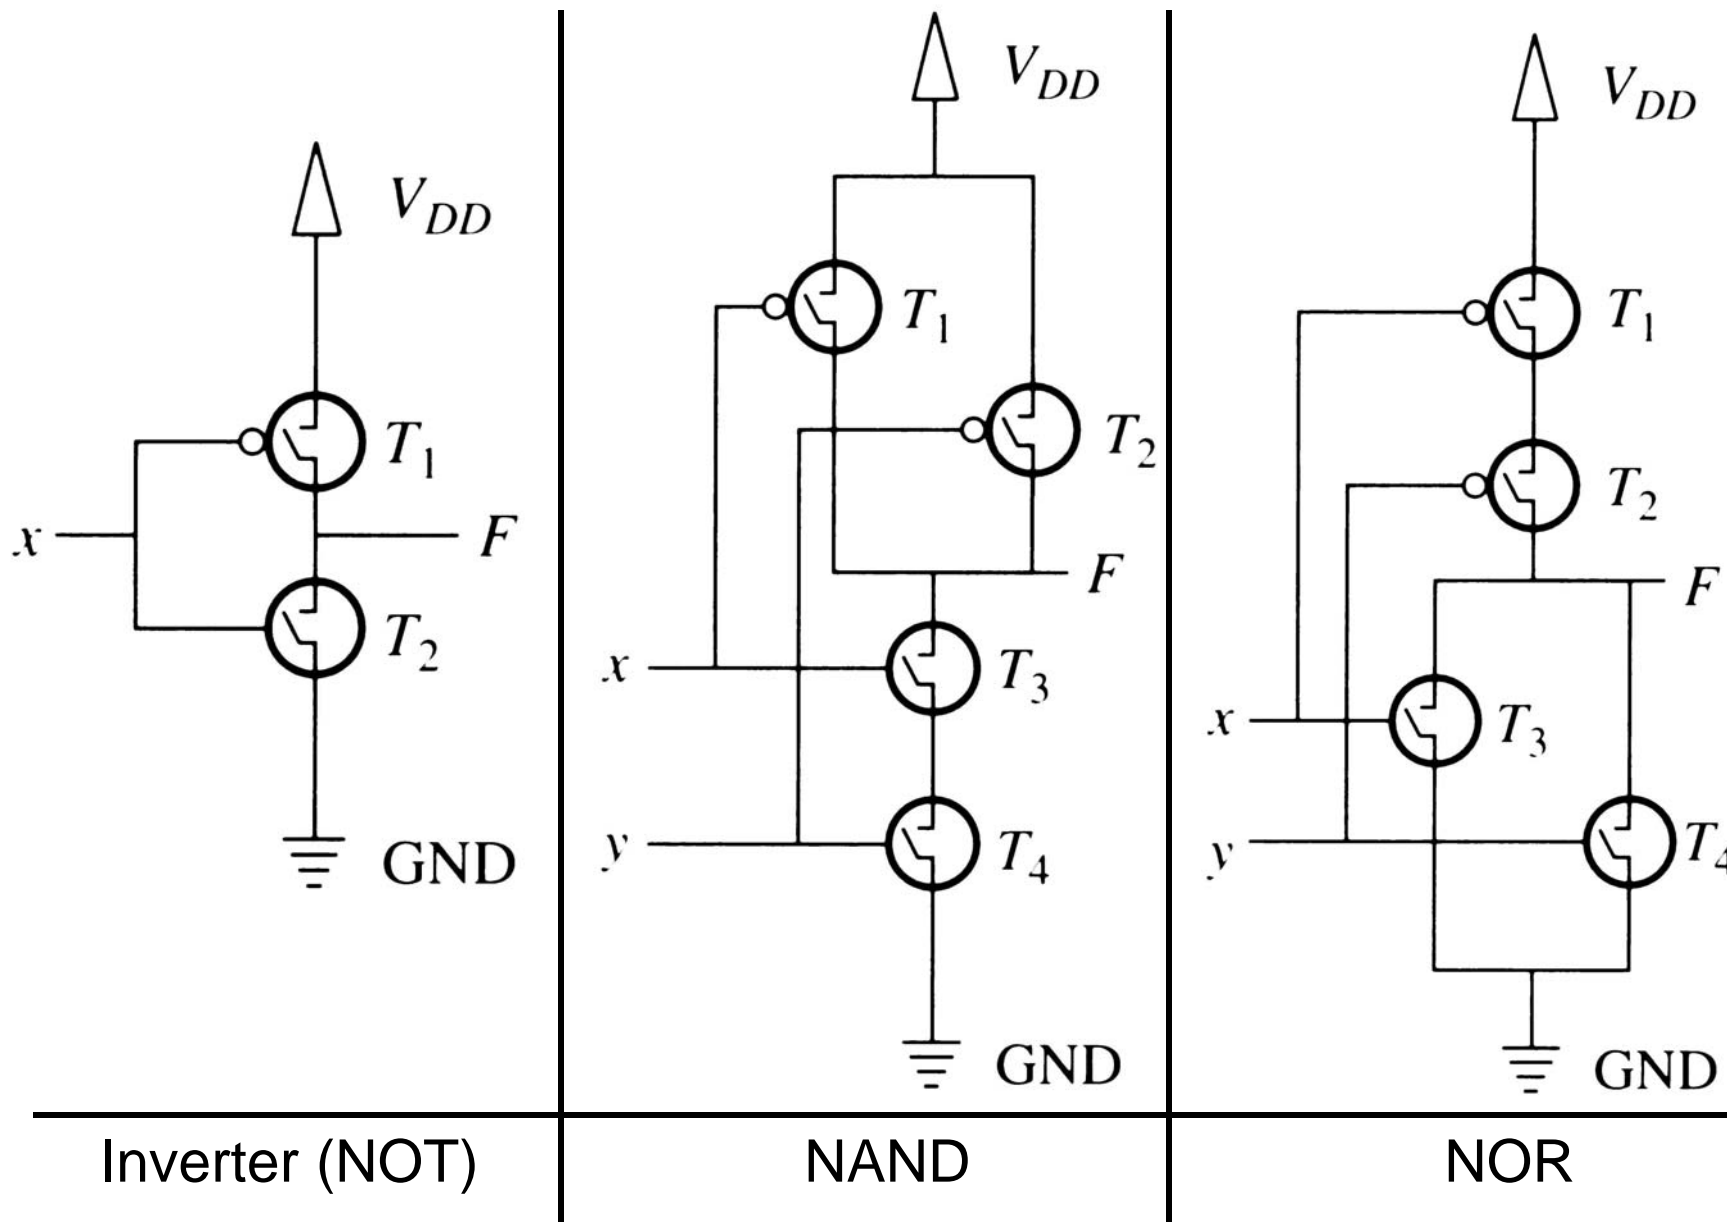 V_DD
T_1
x
F
T_2
GND
Inverter (NOT)
V_DD
T_1
T_2
F
x
T_3
y
T_4
GND
NAND
V_DD
T_1
T_2
F
x
T_3
y
T_4
GND
NOR